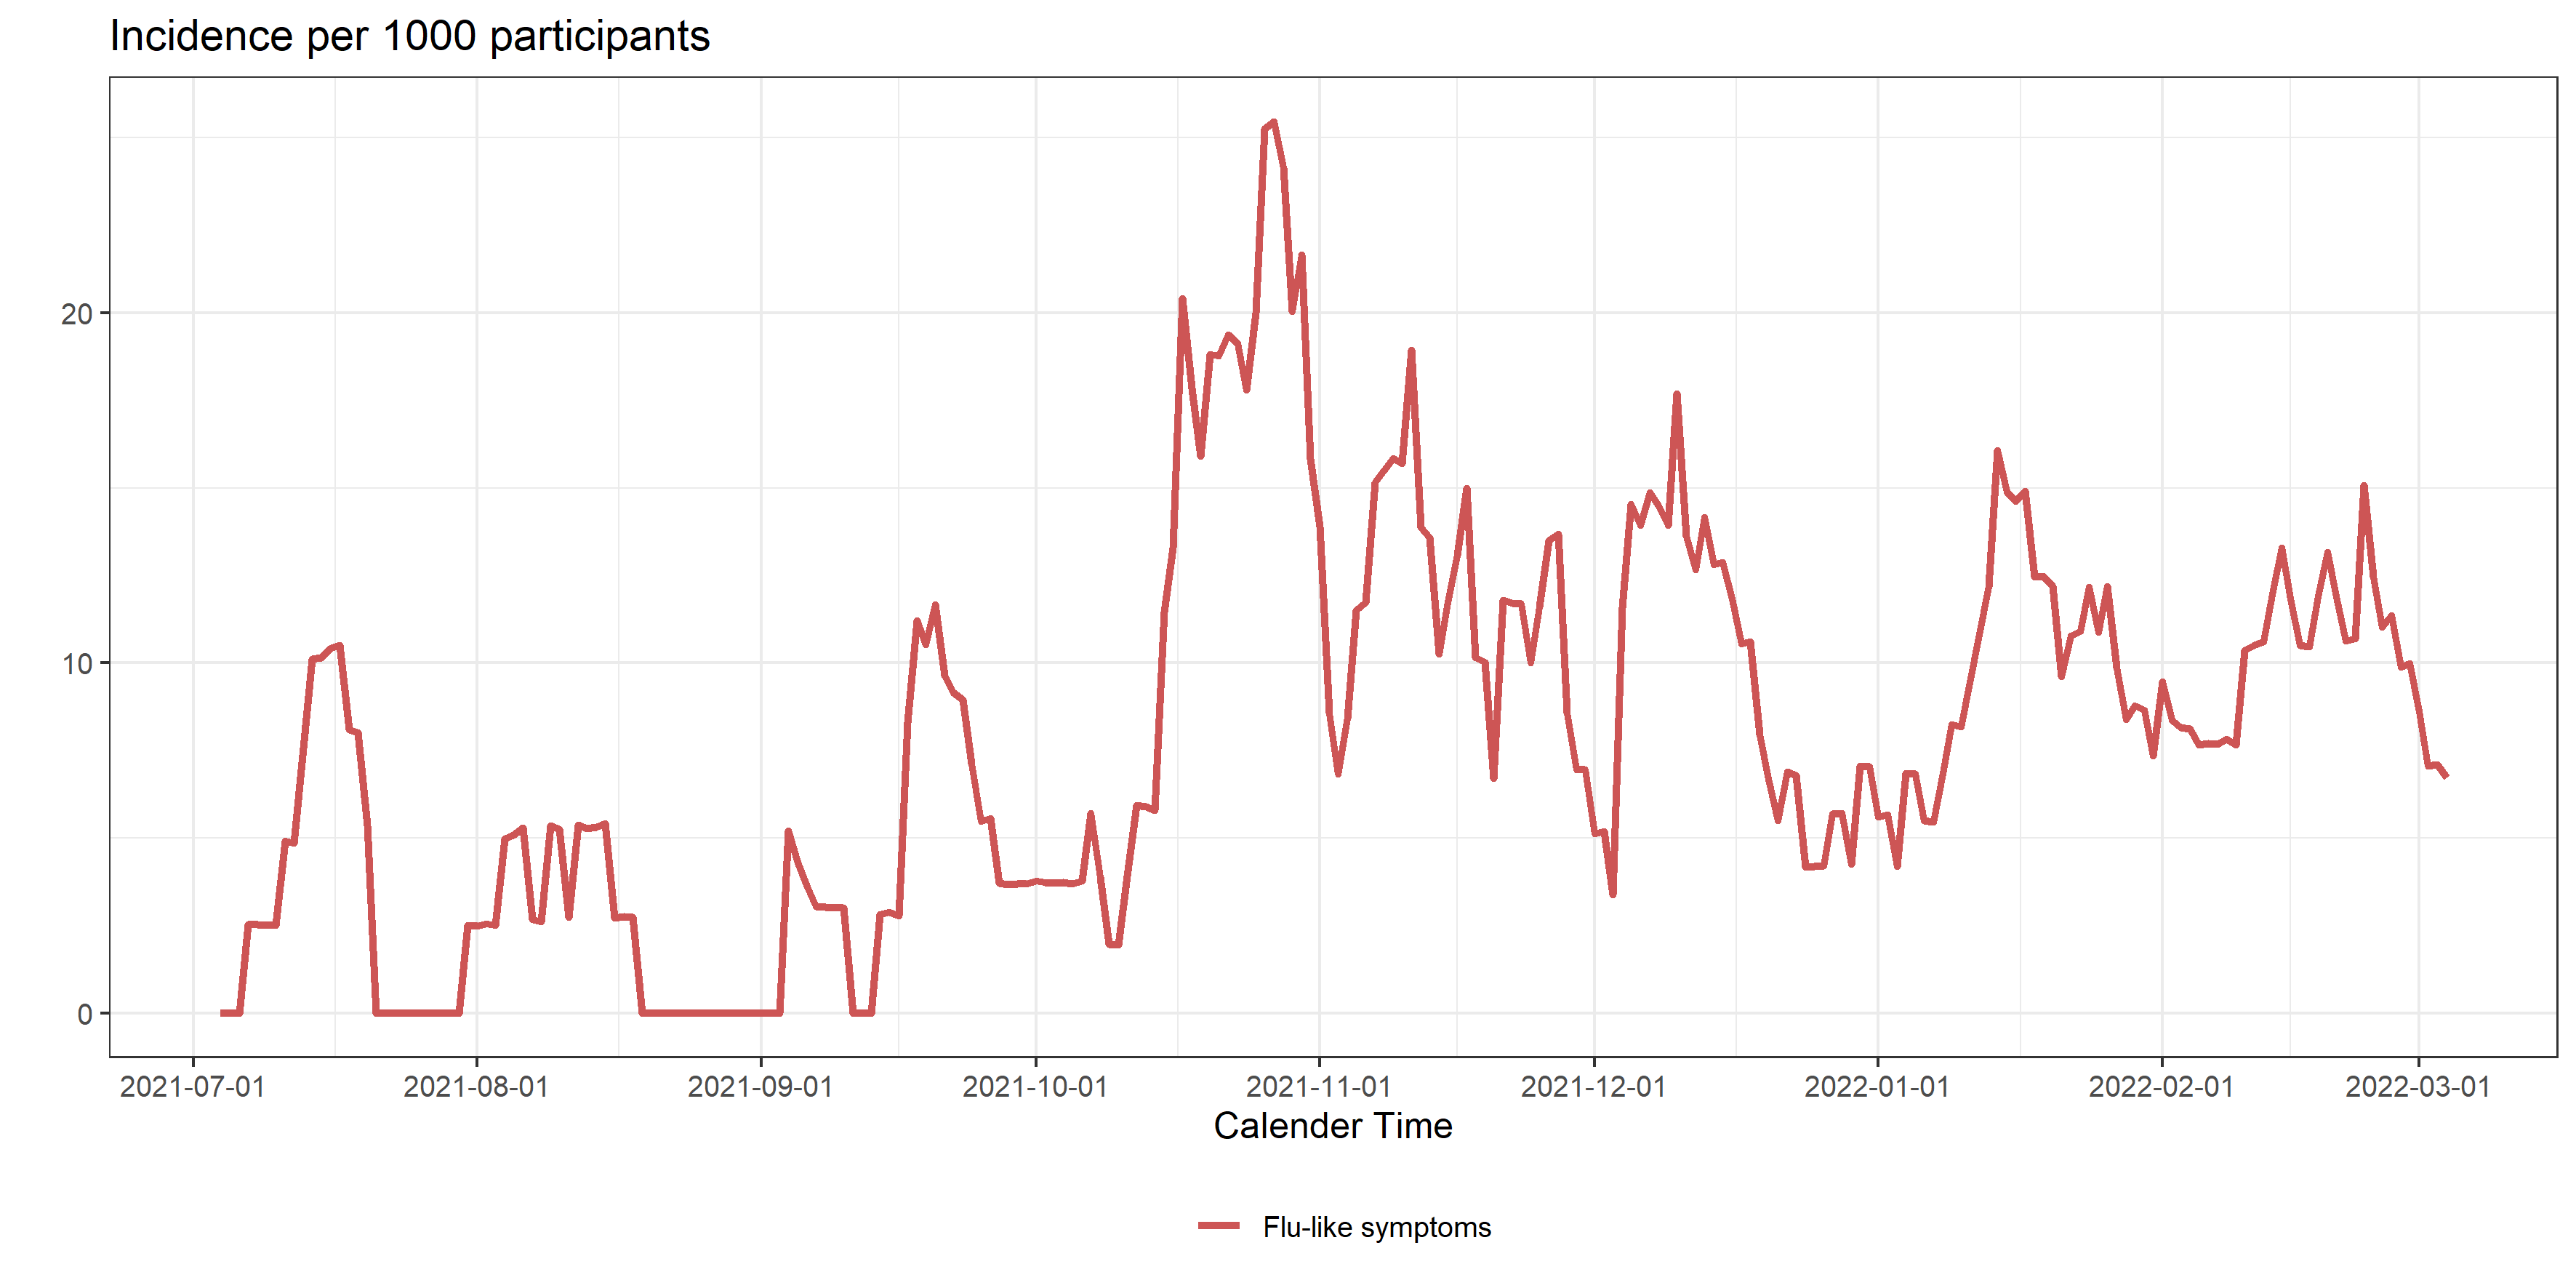 Incidence per 1000 participants
20
10
0
2021-07-01 2021-08-01 2021-09-01 2021-10-01 2021-11-01 2021-12-01 2022-01-01 2022-02-01 2022-03-01
Calender Time
Flu-like symptoms